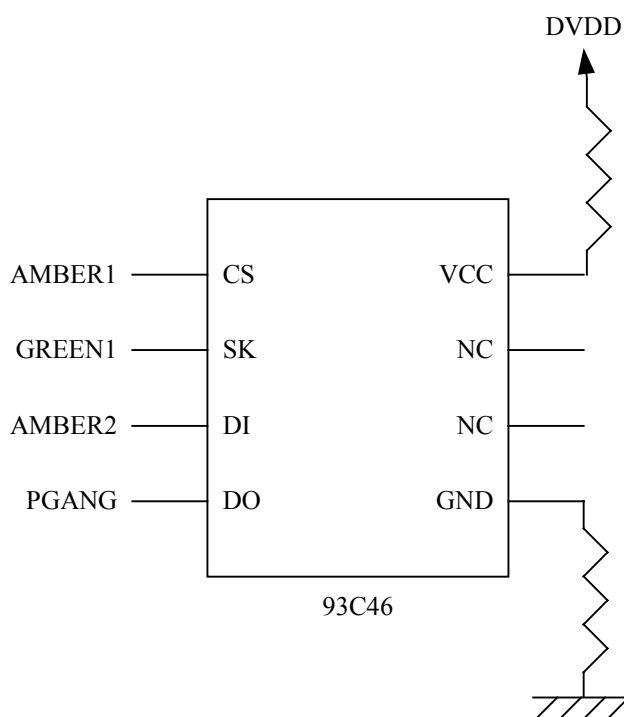 DVDD
AMBER1 CS VCC
GREEN1 SK NC
AMBER2 DI NC
PGANG DO GND
93C46